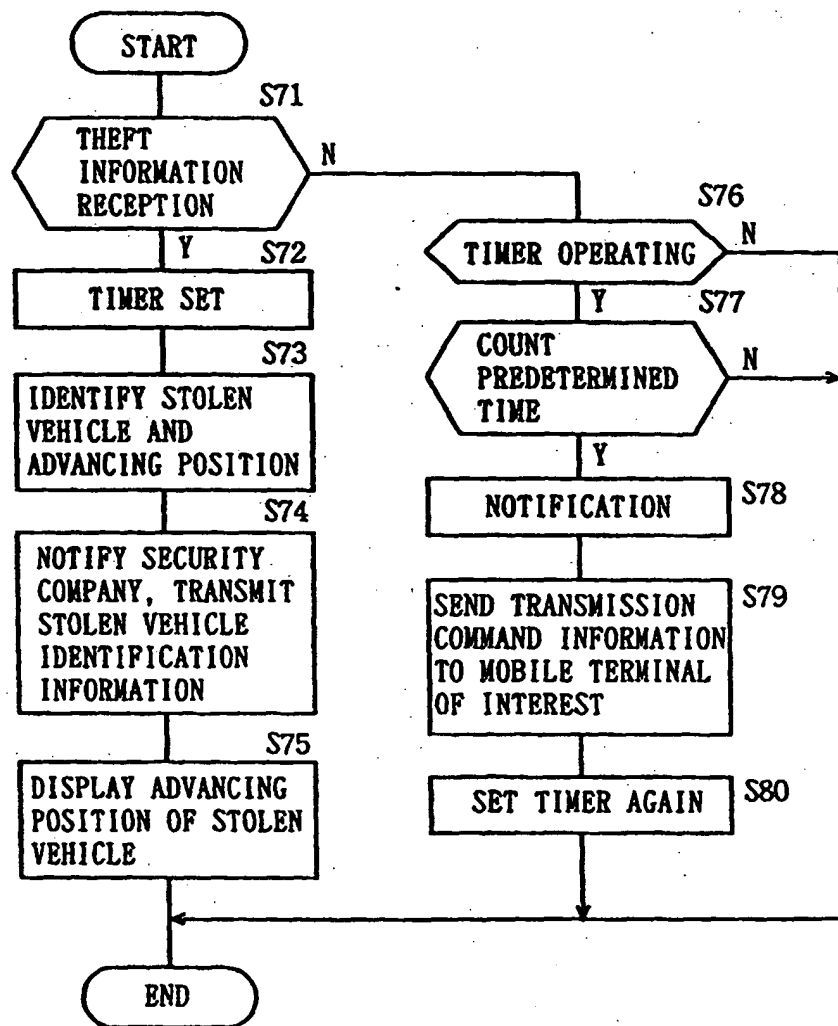 START
S71
THEFT
INFORMATION
RECEPTION
N
Y
S72
TIMER SET
S73
IDENTIFY STOLEN
VEHICLE AND
ADVANCING POSITION
S74
NOTIFY SECURITY
COMPANY, TRANSMIT
STOLEN VEHICLE
IDENTIFICATION
INFORMATION
S75
DISPLAY ADVANCING
POSITION OF STOLEN
VEHICLE
END
S76
TIMER OPERATING
N
Y
S77
COUNT
PREDETERMINED
TIME
N
Y
S78
NOTIFICATION
S79
SEND TRANSMISSION
COMMAND INFORMATION
TO MOBILE TERMINAL
OF INTEREST
S80
SET TIMER AGAIN